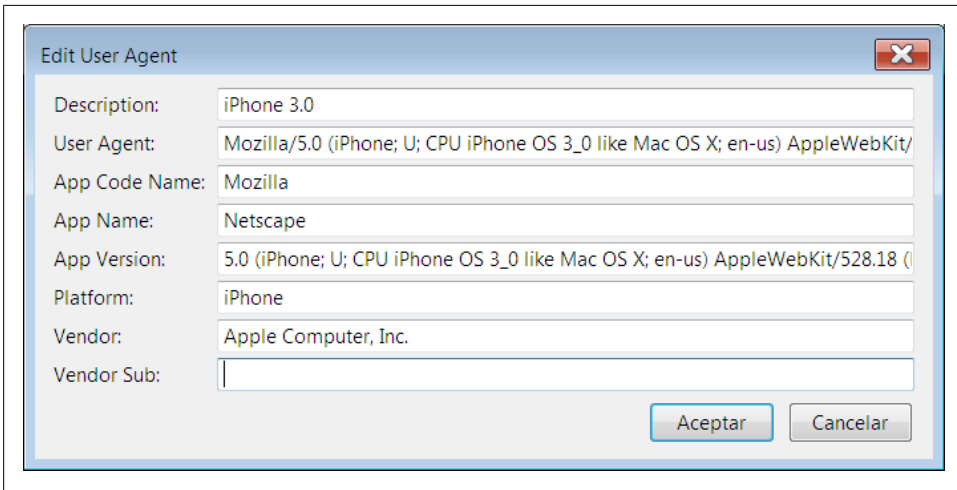 Edit User Agent
Description: iPhone 3.0
User Agent: Mozilla/5.0 (iPhone; U; CPU iPhone OS 3_0 like Mac OS X; en-us) AppleWebKit/
App Code Name: Mozilla
App Name: Netscape
App Version: 5.0 (iPhone; U; CPU iPhone OS 3_0 like Mac OS X; en-us) AppleWebKit/528.18 (
Platform: iPhone
Vendor: Apple Computer, Inc.
Vendor Sub:
Aceptar Cancelar